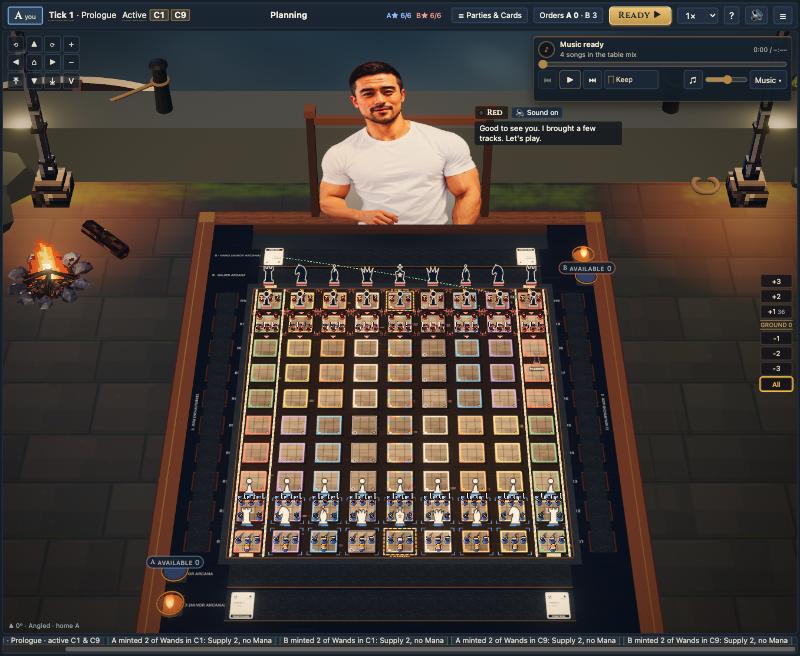 A you Tick 1 · Prologue Active C1 C9
Planning
A★ 6/6 B★ 6/6
≡ Parties & Cards
Orders A 0 · B 3
READY ▶
1×
?
≡
V
Music ready
4 songs in the table mix
0:00 / –:––
Keep
Music
RED
Sound on
Good to see you. I brought a few
tracks. Let's play.
B AVAILABLE 0
+3
+2
+1 36
GROUND 0
-1
-2
-3
All
A AVAILABLE 0
▲ 0° · Angled · home A
· Prologue · active C1 & C9
A minted 2 of Wands in C1: Supply 2, no Mana
B minted 2 of Wands in C1: Supply 2, no Mana
A minted 2 of Wands in C9: Supply 2, no Mana
B minted 2 of Wands in C9: Supply 2, no Mana